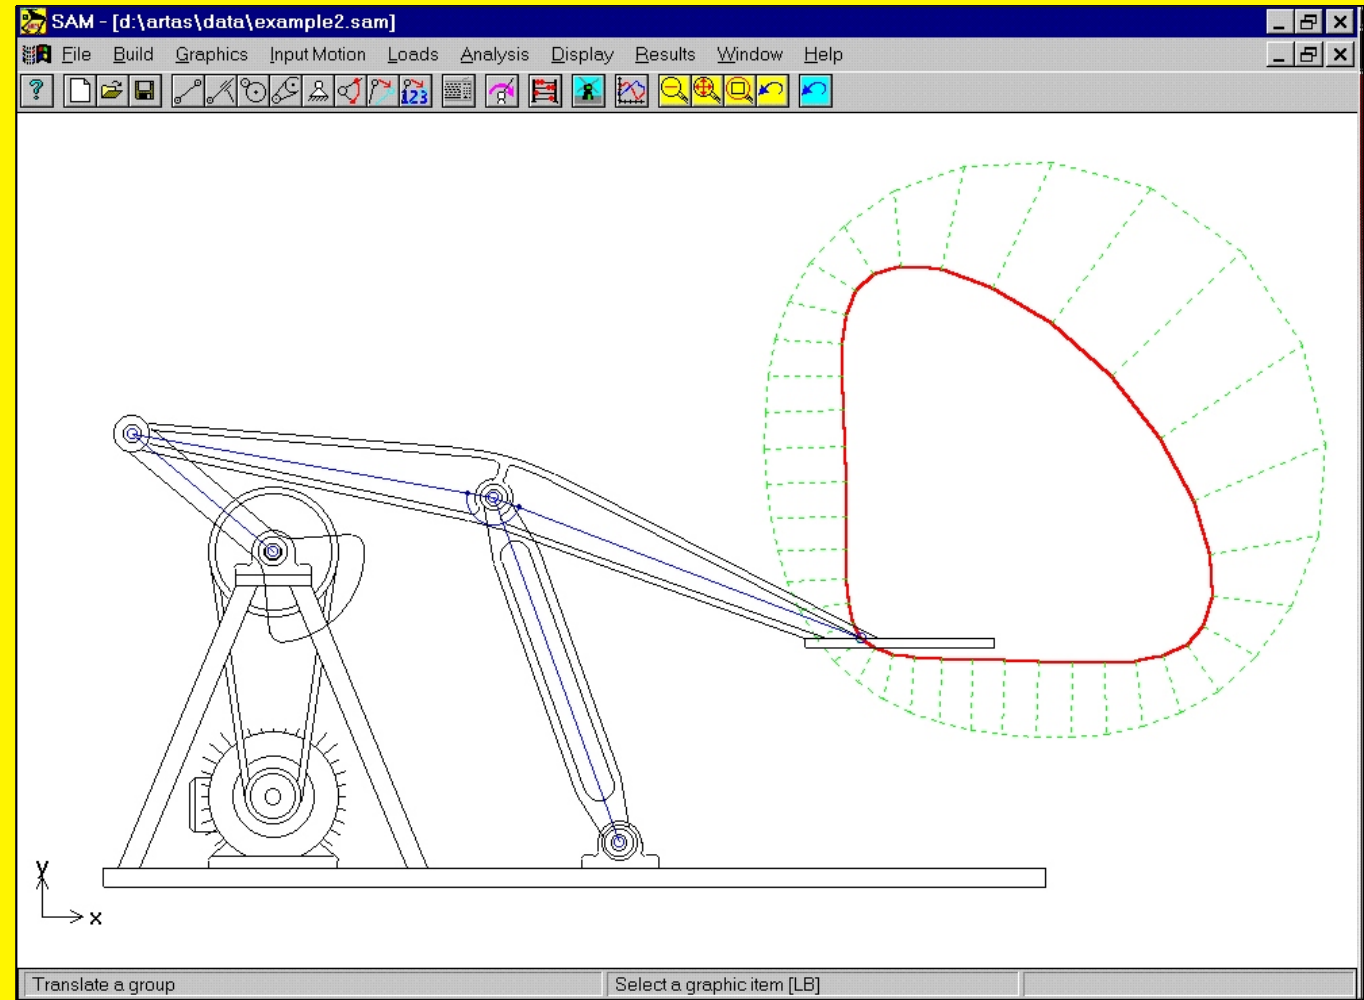 SAM - [d:\artas\data\example2.sam]
File Build Graphics Input Motion Loads Analysis Display Results Window Help
? 123
y
x
Translate a group
Select a graphic item [LB]